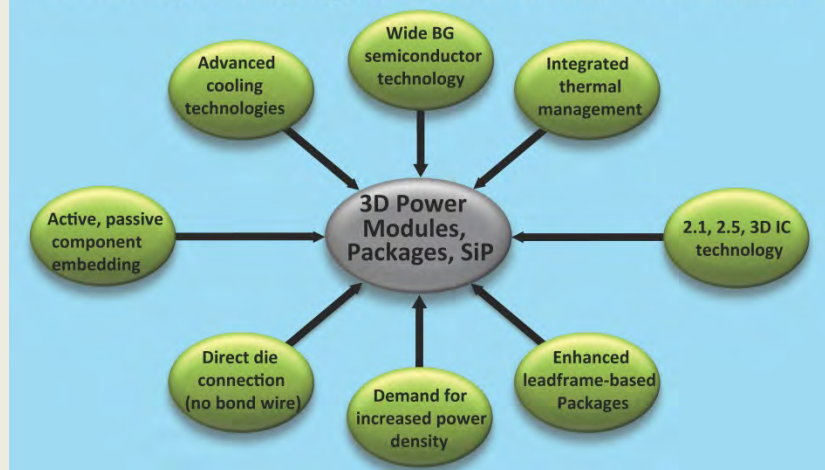 Wide BG
semiconductor
technology
Advanced
cooling
technologies
Integrated
thermal
management
3D Power
Modules,
Packages, SiP
Active, passive
component
embedding
2.1, 2.5, 3D IC
technology
Direct die
connection
(no bond wire)
Demand for
increased power
density
Enhanced
leadframe-based
Packages